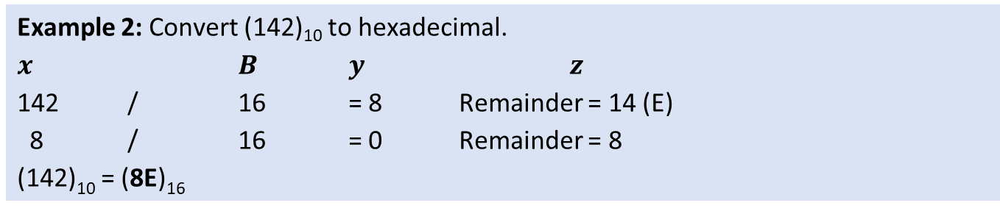 Example 2: Convert (142)₁₀ to hexadecimal.
x B y z
142 / 16 = 8 Remainder = 14 (E)
8 / 16 = 0 Remainder = 8
(142)₁₀ = (8E)₁₆